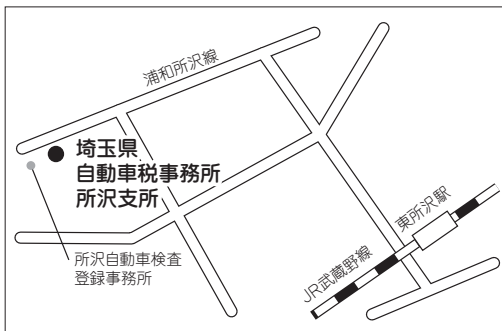 浦和所沢線
埼玉県
自動車税事務所
所沢支所
所沢自動車検査
登録事務所
東所沢駅
JR武蔵野線